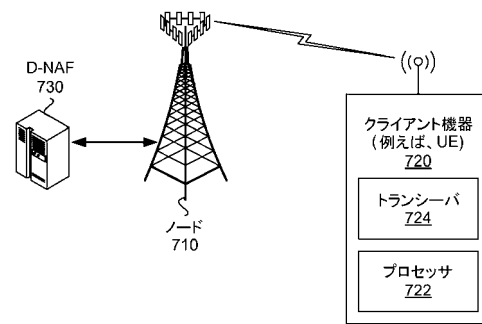 D-NAF
730
ノード
710
クライアント機器
(例えば、UE)
720
トランシーバ
724
プロセッサ
722